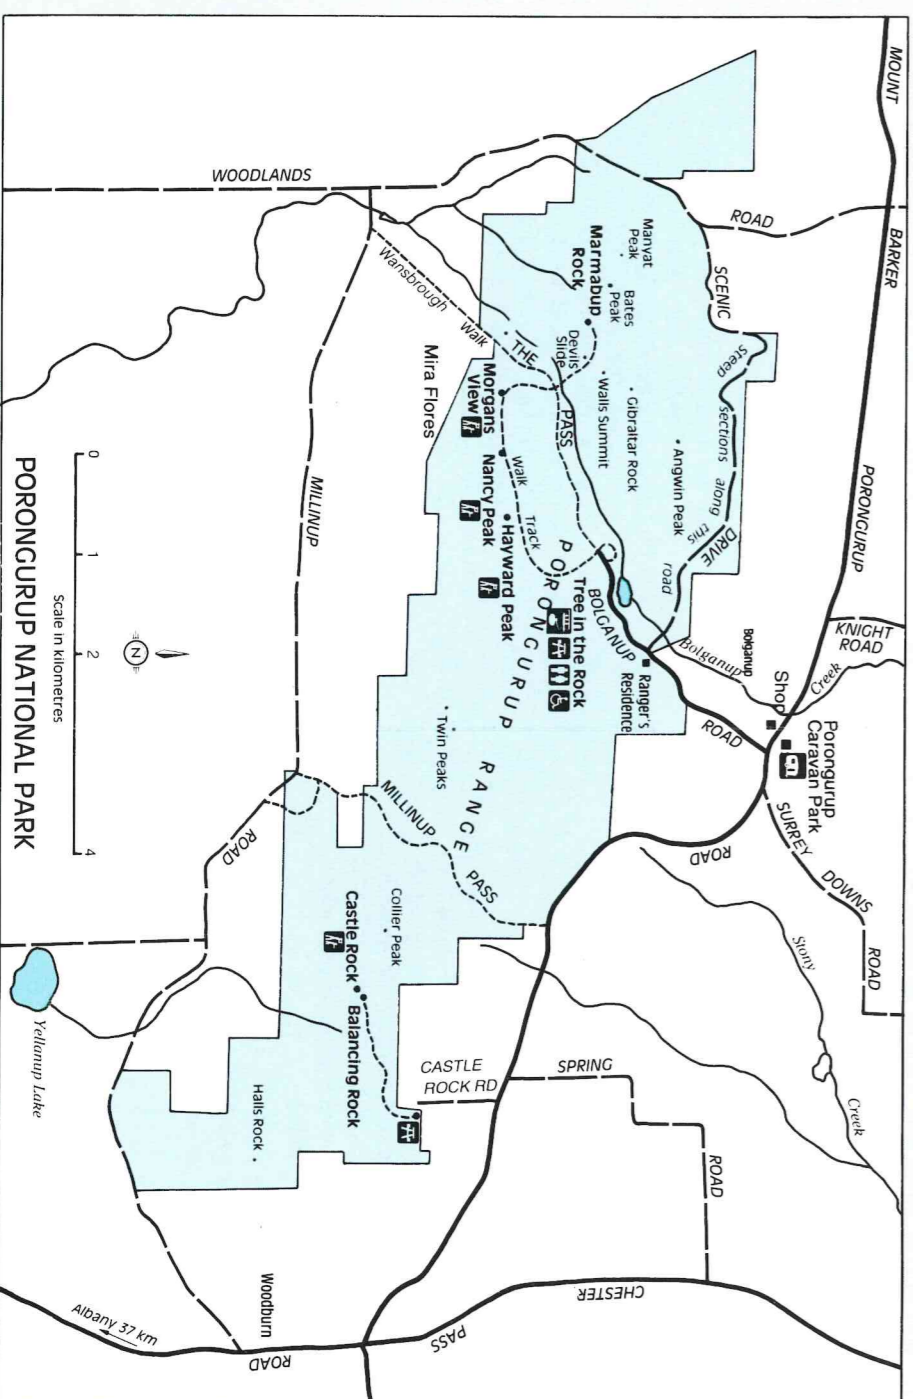 MOUNT
BARKER
PORONGURUP
KNIGHT
ROAD
WOODLANDS
ROAD
SCENIC
steep
sections
along
this
road
DRIVE
Manyat
Peak
Bates
Peak
Marmabup
Rock
Devils
Slide
Walls Summit
Gibraltar Rock
Angwin Peak
Wansbrough
Walk
THE
PASS
Mira Flores
Morgans
View
Nancy Peak
Hayward Peak
Walk
Track
PORONGURUP RANGE
Tree in the Rock
BOLGANUP
ROAD
Ranger's
Residence
Bolganup
Bolganup
Creek
Shop
Porongurup
Caravan Park
SURREY
DOWNS
ROAD
ROAD
Stony
Creek
Twin Peaks
MILLINUP
PASS
MILLINUP
ROAD
Collier Peak
Castle Rock
Balancing Rock
CASTLE
ROCK RD
SPRING
ROAD
Halls Rock
Yellanup Lake
Woodburn
CHESTER
PASS
ROAD
Albany 37 km
0
1
2
4
Scale in kilometres
N
PORONGURUP NATIONAL PARK